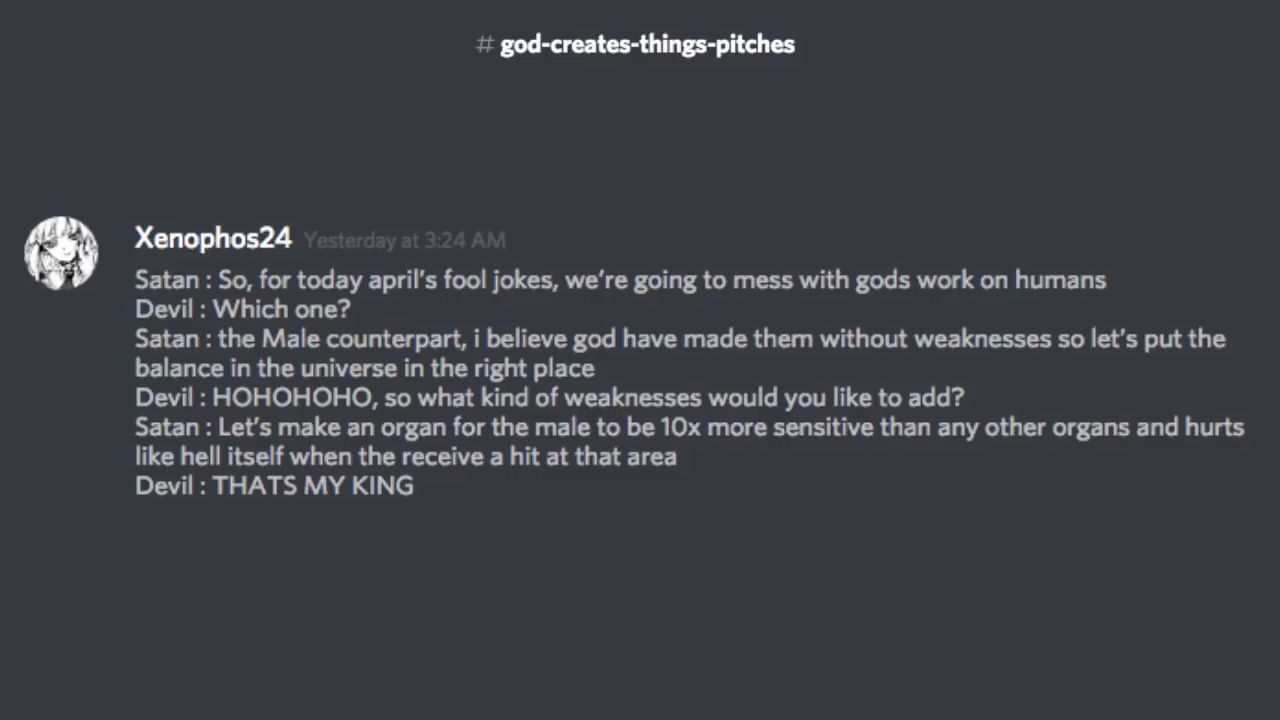 # god-creates-things-pitches
Xenophos24 Yesterday at 3:24 AM
Satan : So, for today april's fool jokes, we're going to mess with gods work on humans
Devil : Which one?
Satan : the Male counterpart, i believe god have made them without weaknesses so let's put the
balance in the universe in the right place
Devil : HOHOHOHO, so what kind of weaknesses would you like to add?
Satan : Let's make an organ for the male to be 10x more sensitive than any other organs and hurts
like hell itself when the receive a hit at that area
Devil : THATS MY KING